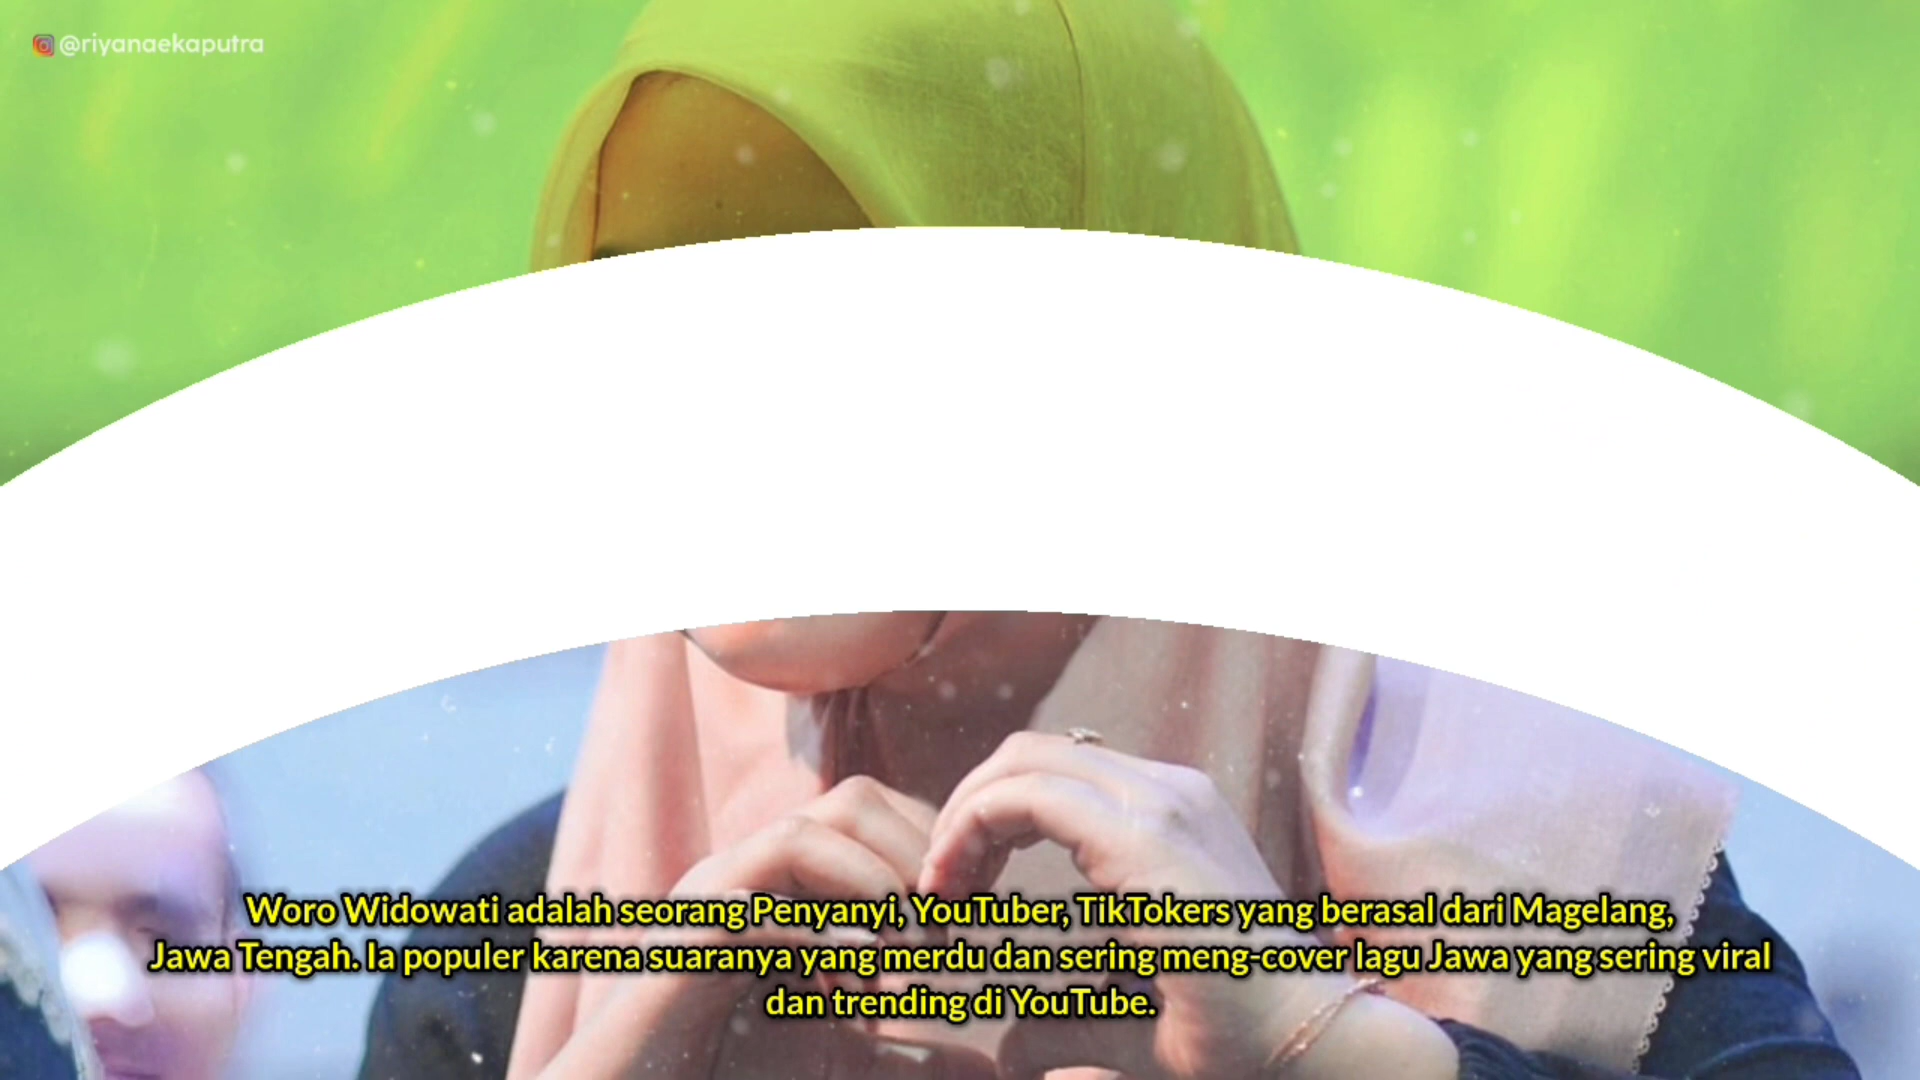 @riyanaekaputra
Woro Widowati adalah seorang Penyanyi, YouTuber, TikTokers yang berasal dari Magelang,
Jawa Tengah. Ia populer karena suaranya yang merdu dan sering meng-cover lagu Jawa yang sering viral
dan trending di YouTube.